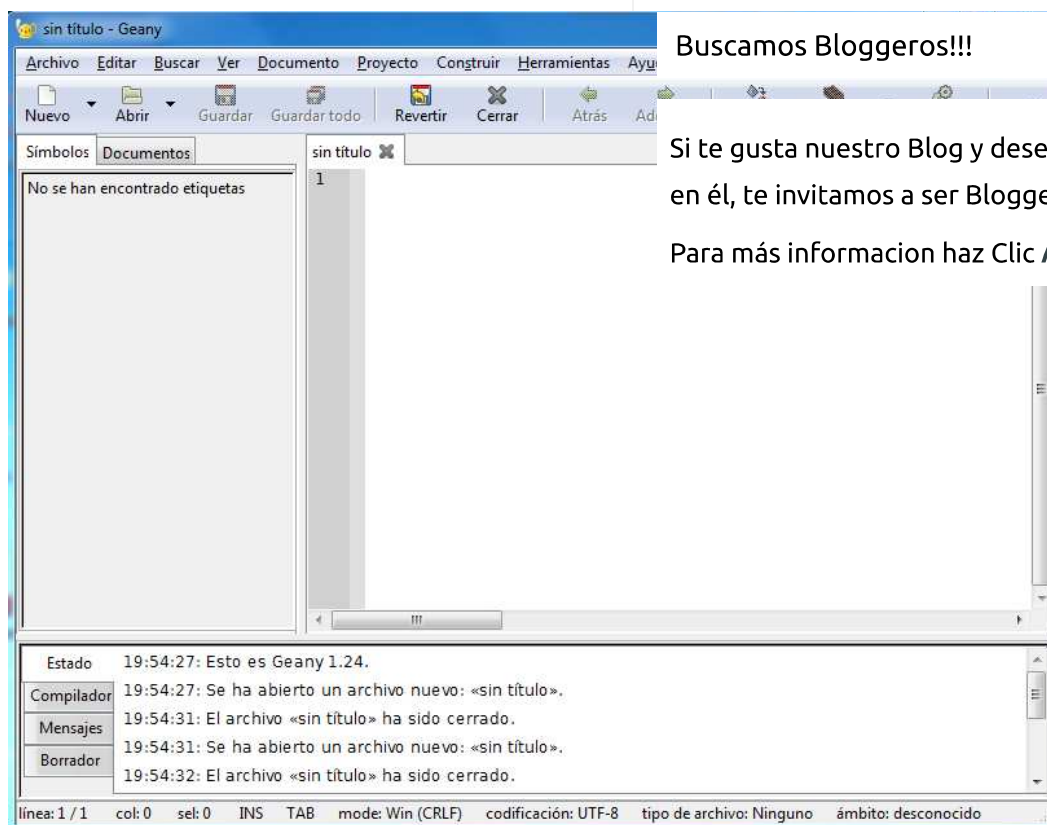 sin título - Geany
Buscamos Bloggeros!!!
Archivo Editar Buscar Ver Documento Proyecto Construir Herramientas
Nuevo Abrir Guardar Guardar todo Revertir Cerrar Atrás
Si te gusta nuestro Blog y dese
en él, te invitamos a ser Blogge
Para más informacion haz Clic
Símbolos Documentos
sin título
No se han encontrado etiquetas
1
Estado
Compilador
Mensajes
Borrador
19:54:27: Esto es Geany 1.24.
19:54:27: Se ha abierto un archivo nuevo: «sin título».
19:54:31: El archivo «sin título» ha sido cerrado.
19:54:31: Se ha abierto un archivo nuevo: «sin título».
19:54:32: El archivo «sin título» ha sido cerrado.
línea: 1 / 1 col: 0 sel: 0 INS TAB mode: Win (CRLF) codificación: UTF-8 tipo de archivo: Ninguno ámbito: desconocido